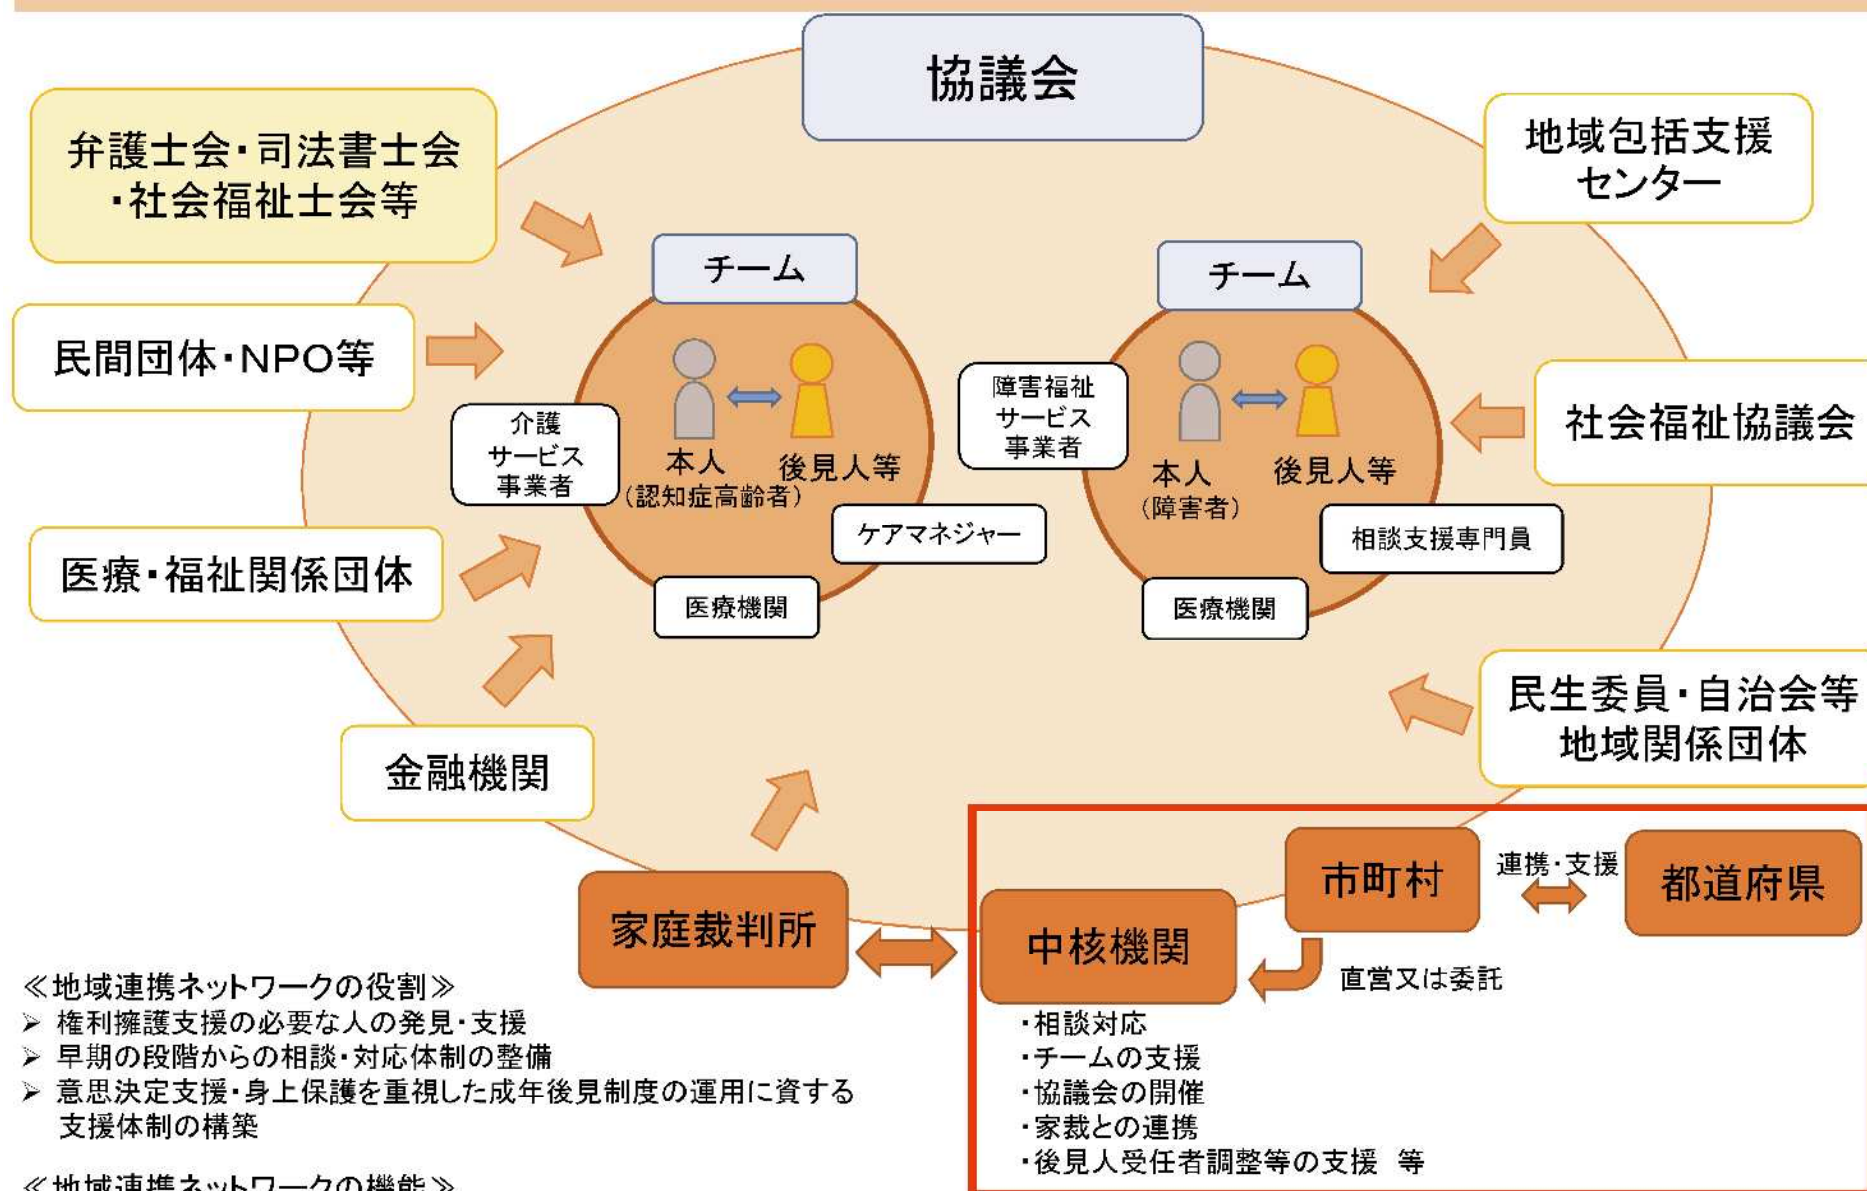 協議会
弁護士会・司法書士会
・社会福祉士会等
地域包括支援
センター
チーム
チーム
民間団体・NPO等
障害福祉
サービス
事業者
介護
サービス
事業者
本人
(認知症高齢者)
後見人等
本人
(障害者)
後見人等
社会福祉協議会
ケアマネジャー
相談支援専門員
医療・福祉関係団体
医療機関
医療機関
民生委員・自治会等
地域関係団体
金融機関
市町村
連携・支援
都道府県
家庭裁判所
中核機関
直営又は委託
・相談対応
・チームの支援
・協議会の開催
・家裁との連携
・後見人受任者調整等の支援 等
≪地域連携ネットワークの役割≫
➢ 権利擁護支援の必要な人の発見・支援
➢ 早期の段階からの相談・対応体制の整備
➢ 意思決定支援・身上保護を重視した成年後見制度の運用に資する
支援体制の構築
≪地域連携ネットワークの機能≫